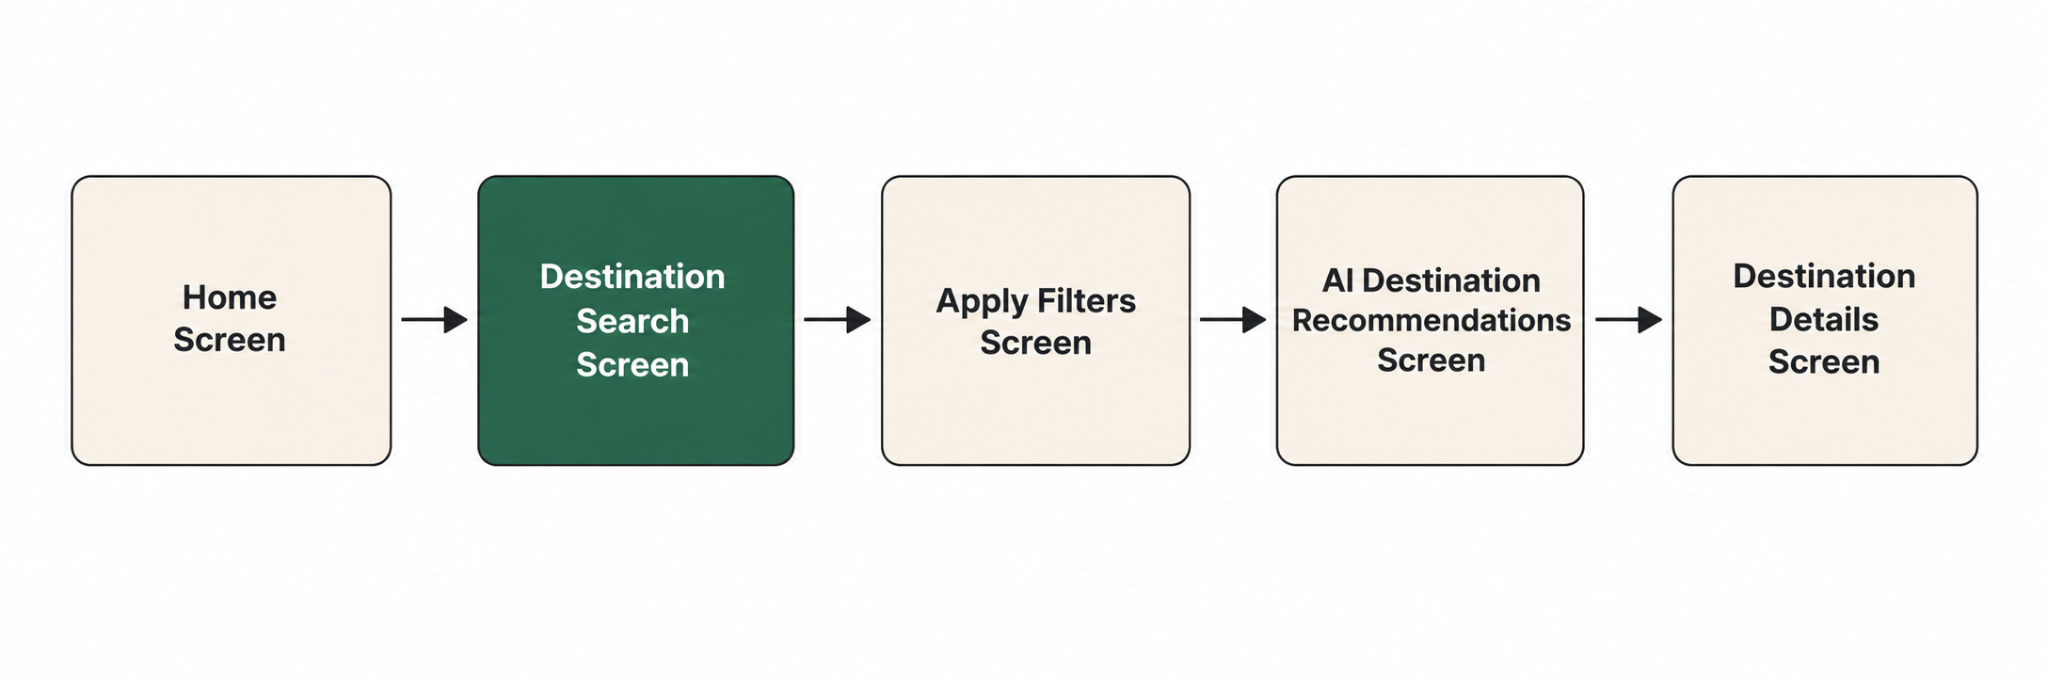 Home
Screen
Destination
Search
Screen
Apply Filters
Screen
AI Destination
Recommendations
Screen
Destination
Details
Screen